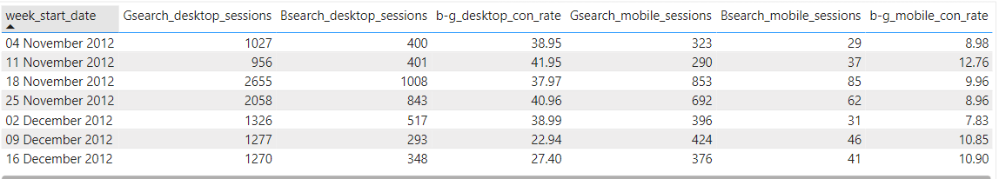 week_start_date Gsearch_desktop_sessions Bsearch_desktop_sessions b-g_desktop_con_rate Gsearch_mobile_sessions Bsearch_mobile_sessions b-g_mobile_con_rate
04 November 2012 1027 400 38.95 323 29 8.98
11 November 2012 956 401 41.95 290 37 12.76
18 November 2012 2655 1008 37.97 853 85 9.96
25 November 2012 2058 843 40.96 692 62 8.96
02 December 2012 1326 517 38.99 396 31 7.83
09 December 2012 1277 293 22.94 424 46 10.85
16 December 2012 1270 348 27.40 376 41 10.90